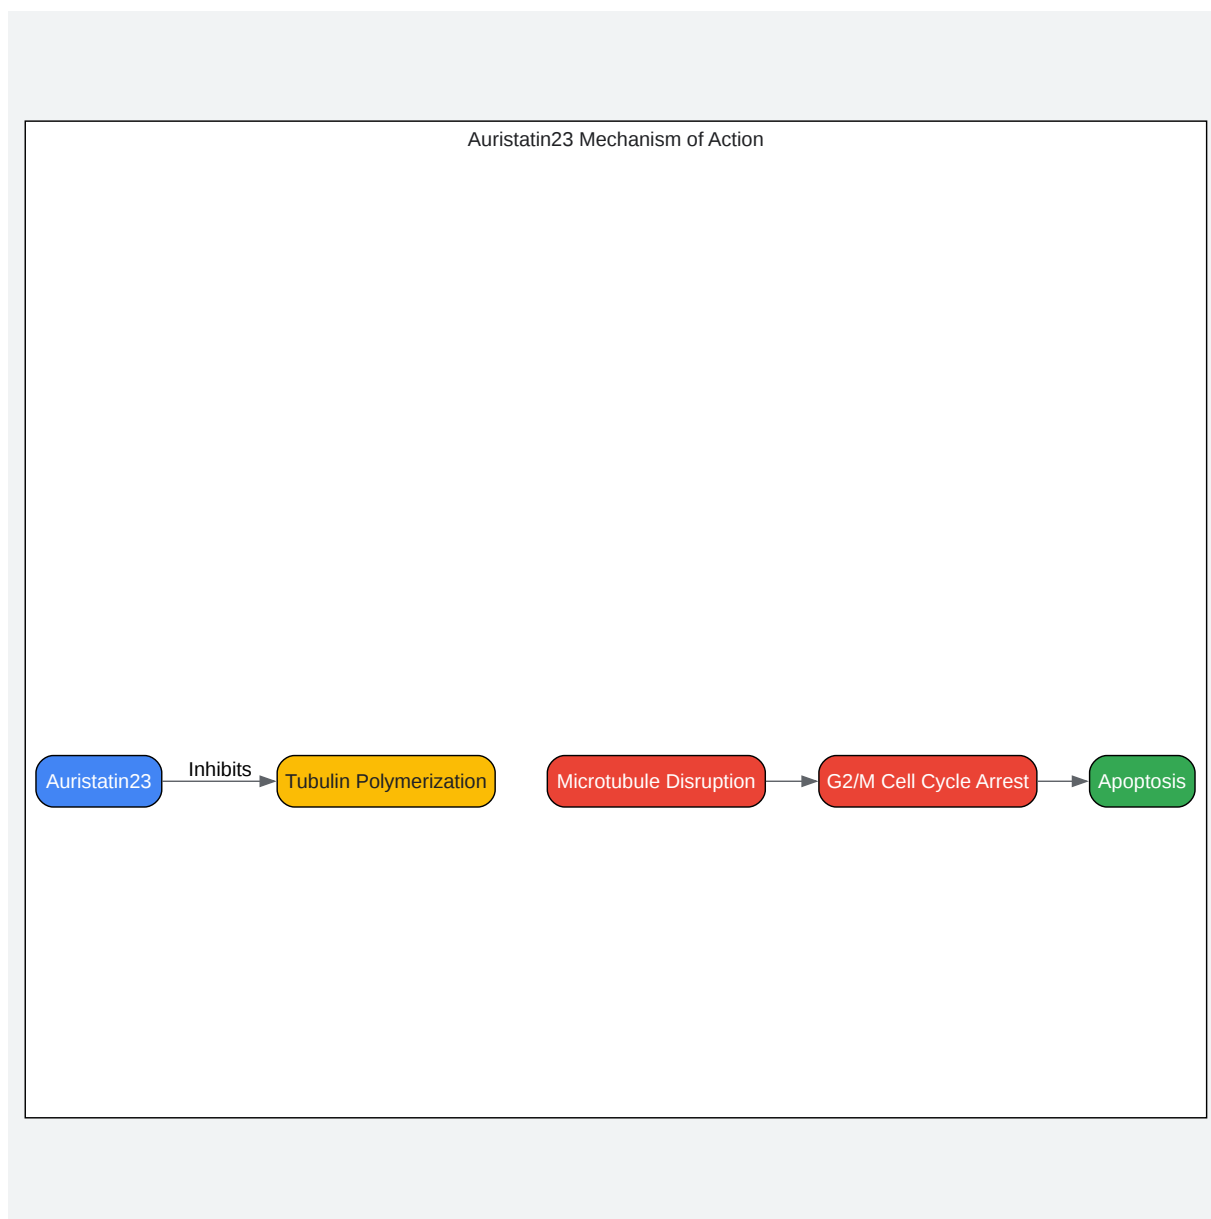 Auristatin23 Mechanism of Action
Auristatin23
Inhibits
Tubulin Polymerization
Microtubule Disruption
G2/M Cell Cycle Arrest
Apoptosis